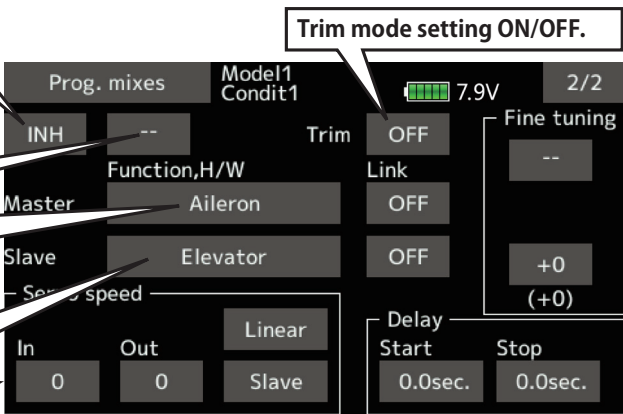 Trim mode setting ON/OFF.
Prog. mixes
Model1
Condit1
7.9V
2/2
INH
--
Trim
OFF
Fine tuning
--
Function,H/W
Link
Master
Aileron
OFF
Slave
Elevator
OFF
+0
(+0)
Servo speed
Linear
In
Out
0
0
Slave
Delay
Start
Stop
0.0sec.
0.0sec.